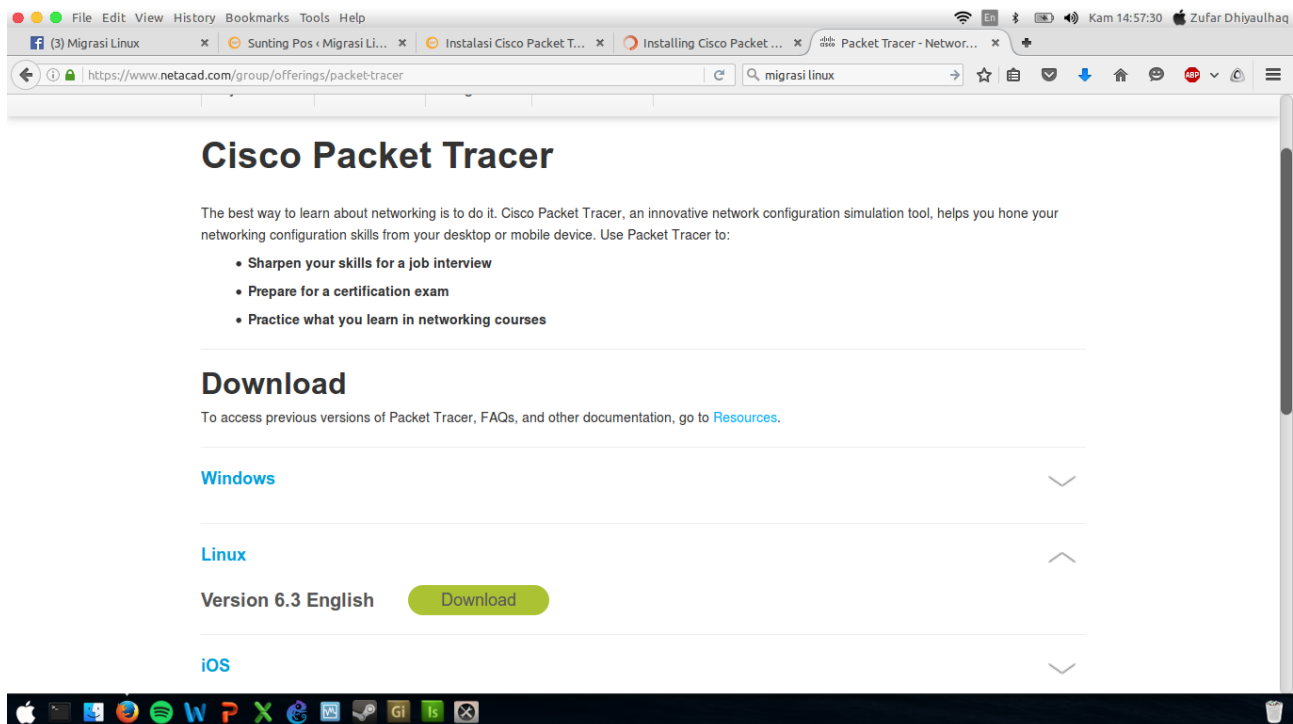 File Edit View History Bookmarks Tools Help En Kam 14:57:30 Zufar Dhiyaulhaq
(3) Migrasi Linux Sunting Pos ‹ Migrasi Li... Instalasi Cisco Packet T... Installing Cisco Packet ... Packet Tracer - Networ...
https://www.netacad.com/group/offerings/packet-tracer migrasi linux ABP
Cisco Packet Tracer
The best way to learn about networking is to do it. Cisco Packet Tracer, an innovative network configuration simulation tool, helps you hone your
networking configuration skills from your desktop or mobile device. Use Packet Tracer to:
• Sharpen your skills for a job interview
• Prepare for a certification exam
• Practice what you learn in networking courses
Download
To access previous versions of Packet Tracer, FAQs, and other documentation, go to Resources.
Windows
Linux
Version 6.3 English Download
iOS
Gi Is